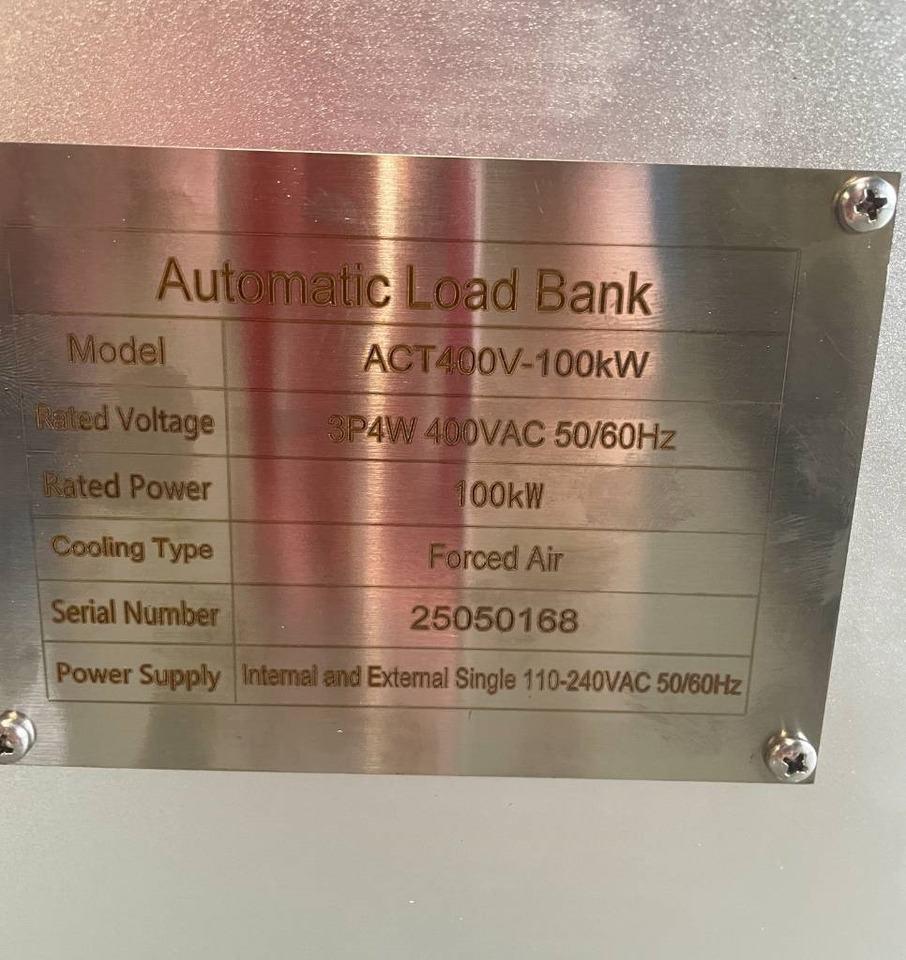 Automatic Load Bank
Model ACT400V-100kW
Rated Voltage 3P4W 400VAC 50/60Hz
Rated Power 100kW
Cooling Type Forced Air
Serial Number 25050168
Power Supply Internal and External Single 110-240VAC 50/60Hz